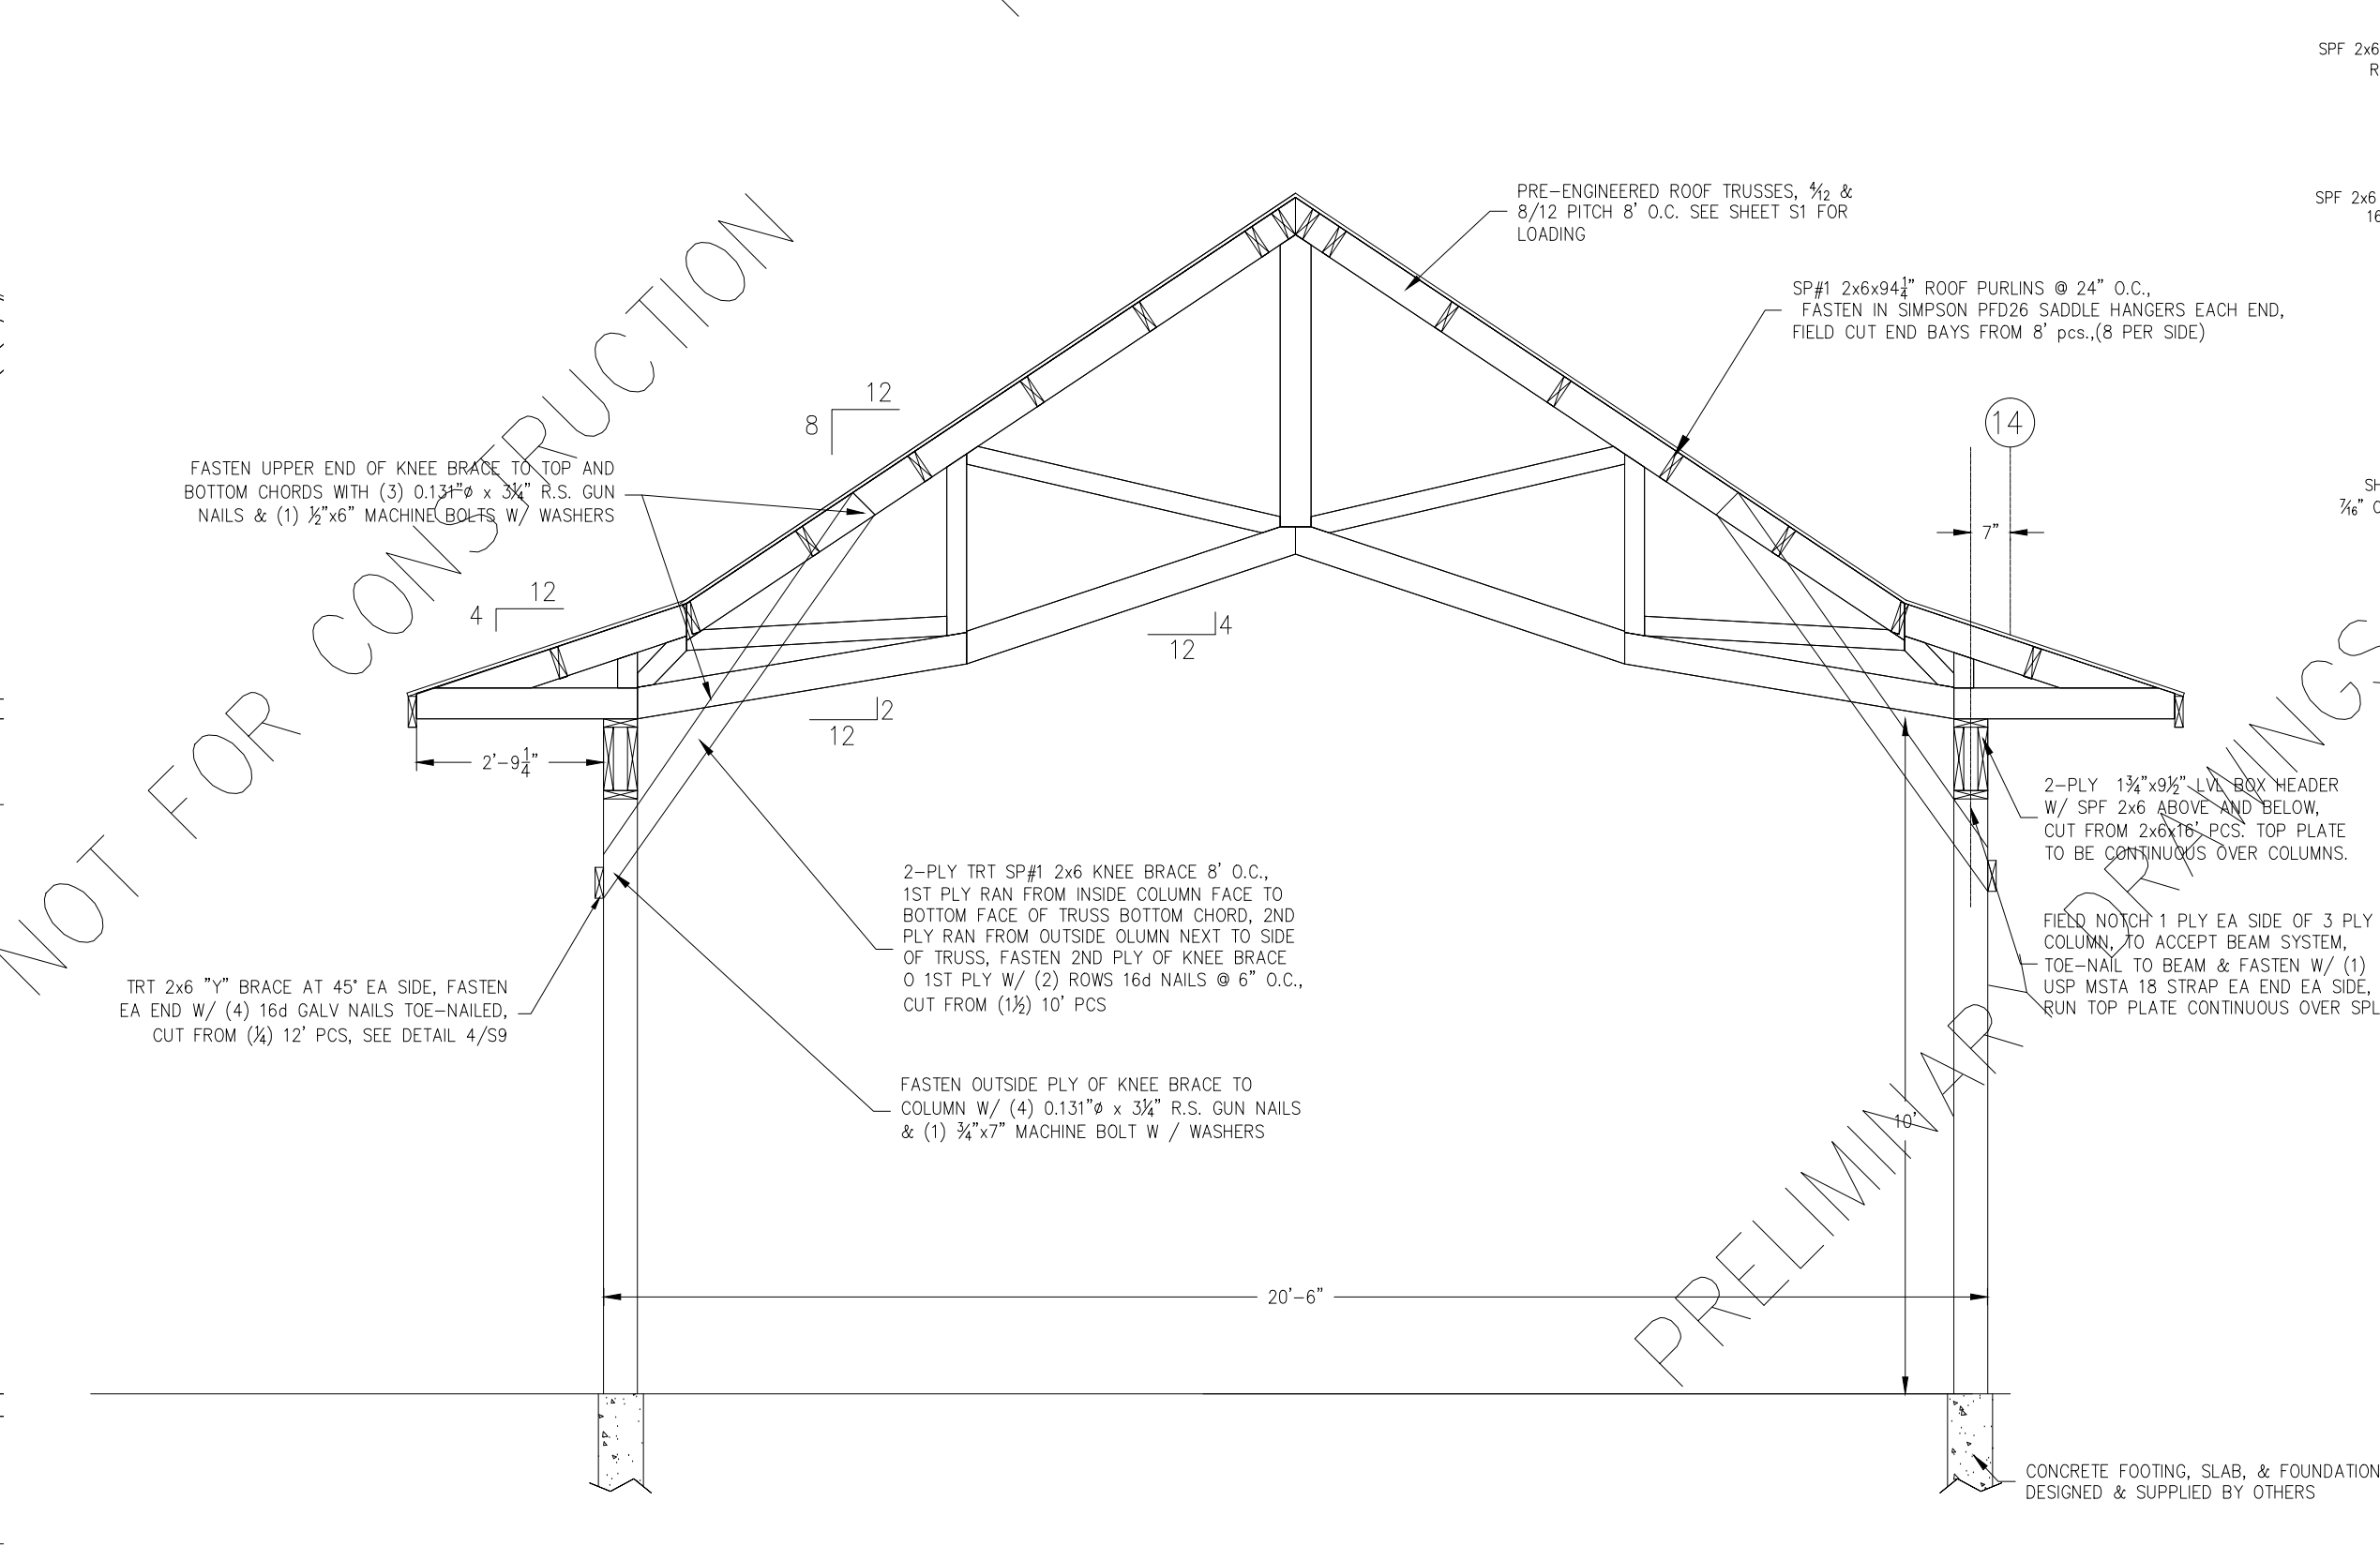 SPF 2x6
R
SPF 2x6
16
SH
7⁄16" O
PRE-ENGINEERED ROOF TRUSSES, 4⁄12 &
8/12 PITCH 8' O.C. SEE SHEET S1 FOR
LOADING
SP#1 2x6x94¼" ROOF PURLINS @ 24" O.C.,
FASTEN IN SIMPSON PFD26 SADDLE HANGERS EACH END,
FIELD CUT END BAYS FROM 8' pcs.,(8 PER SIDE)
12
8
14
FASTEN UPPER END OF KNEE BRACE TO TOP AND
BOTTOM CHORDS WITH (3) 0.131"ø x 3¼" R.S. GUN
NAILS & (1) ½"x6" MACHINE BOLTS W/ WASHERS
7"
12
4
4
12
2
12
2'-9¼"
2-PLY 1¾"x9½" LVL BOX HEADER
W/ SPF 2x6 ABOVE AND BELOW,
CUT FROM 2x6x16' PCS. TOP PLATE
TO BE CONTINUOUS OVER COLUMNS.
2-PLY TRT SP#1 2x6 KNEE BRACE 8' O.C.,
1ST PLY RAN FROM INSIDE COLUMN FACE TO
BOTTOM FACE OF TRUSS BOTTOM CHORD, 2ND
PLY RAN FROM OUTSIDE OLUMN NEXT TO SIDE
OF TRUSS, FASTEN 2ND PLY OF KNEE BRACE
O 1ST PLY W/ (2) ROWS 16d NAILS @ 6" O.C.,
CUT FROM (1½) 10' PCS
FIELD NOTCH 1 PLY EA SIDE OF 3 PLY
COLUMN, TO ACCEPT BEAM SYSTEM,
TOE-NAIL TO BEAM & FASTEN W/ (1)
USP MSTA 18 STRAP EA END EA SIDE,
RUN TOP PLATE CONTINUOUS OVER SPL
TRT 2x6 "Y" BRACE AT 45° EA SIDE, FASTEN
EA END W/ (4) 16d GALV NAILS TOE-NAILED,
CUT FROM (¼) 12' PCS, SEE DETAIL 4/S9
FASTEN OUTSIDE PLY OF KNEE BRACE TO
COLUMN W/ (4) 0.131"ø x 3¼" R.S. GUN NAILS
& (1) ¾"x7" MACHINE BOLT W / WASHERS
10'
20'-6"
CONCRETE FOOTING, SLAB, & FOUNDATION
DESIGNED & SUPPLIED BY OTHERS
NOT FOR CONSTRUCTION
PRELIMINARY DRAWINGS